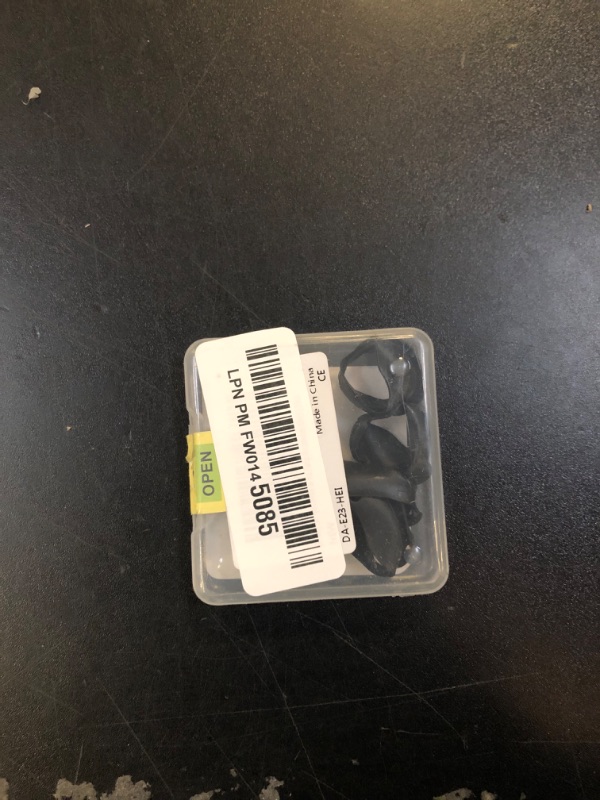 OPEN
LPN PM FW0145085
Made in China
CE
DA-E23-HEI